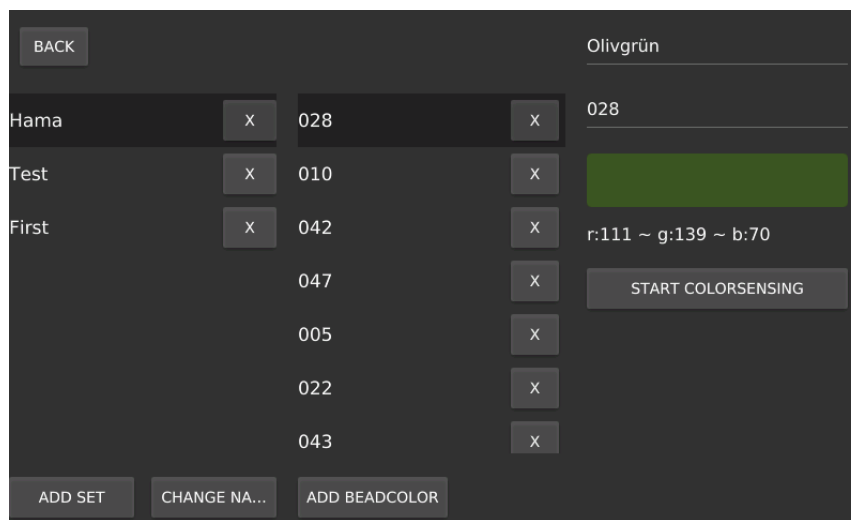 BACK
Hama X
Test X
First X
ADD SET
CHANGE NA...
028 X
010 X
042 X
047 X
005 X
022 X
043 X
ADD BEADCOLOR
Olivgrün
028
r:111 ~ g:139 ~ b:70
START COLORSENSING